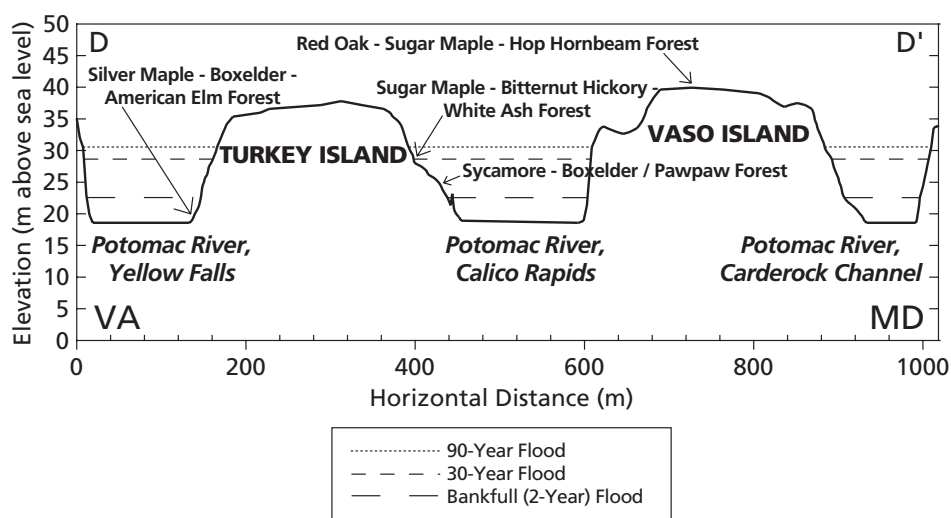 D
D'
Red Oak - Sugar Maple - Hop Hornbeam Forest
Silver Maple - Boxelder -
American Elm Forest
Sugar Maple - Bitternut Hickory -
White Ash Forest
TURKEY ISLAND
VASO ISLAND
Sycamore - Boxelder / Pawpaw Forest
Potomac River,
Yellow Falls
Potomac River,
Calico Rapids
Potomac River,
Carderock Channel
VA
MD
Elevation (m above sea level)
50
45
40
35
30
25
20
15
10
5
0
0
200
400
600
800
1000
Horizontal Distance (m)
90-Year Flood
30-Year Flood
Bankfull (2-Year) Flood